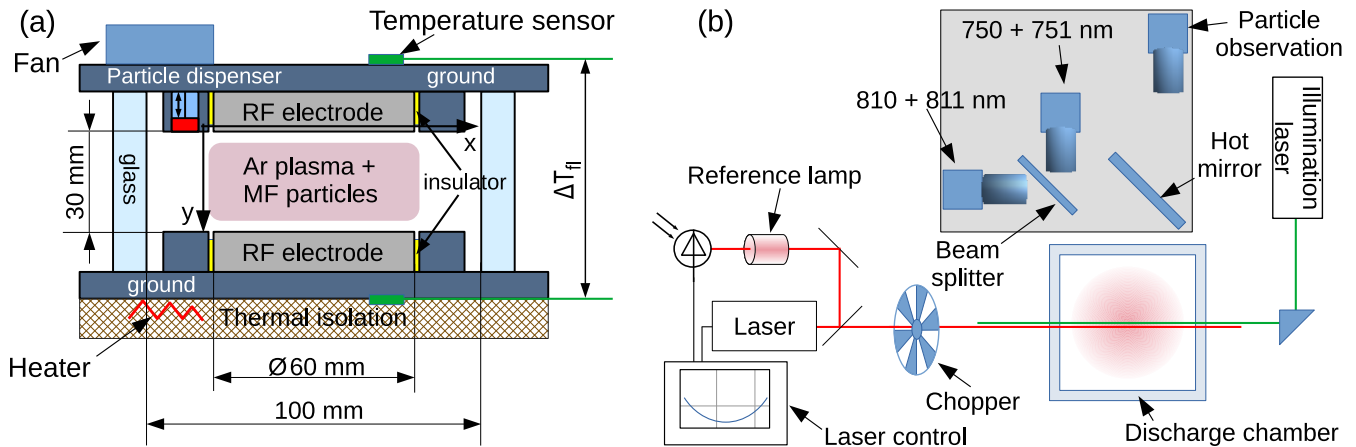 (a)
Temperature sensor
Fan
Particle dispenser
ground
RF electrode
x
glass
30 mm
Ar plasma +
MF particles
insulator
ΔTfl
y
RF electrode
ground
Thermal isolation
Heater
Ø60 mm
100 mm
(b)
750 + 751 nm
Particle
observation
810 + 811 nm
Illumination
laser
Hot
mirror
Reference lamp
Beam
splitter
Laser
Chopper
Laser control
Discharge chamber